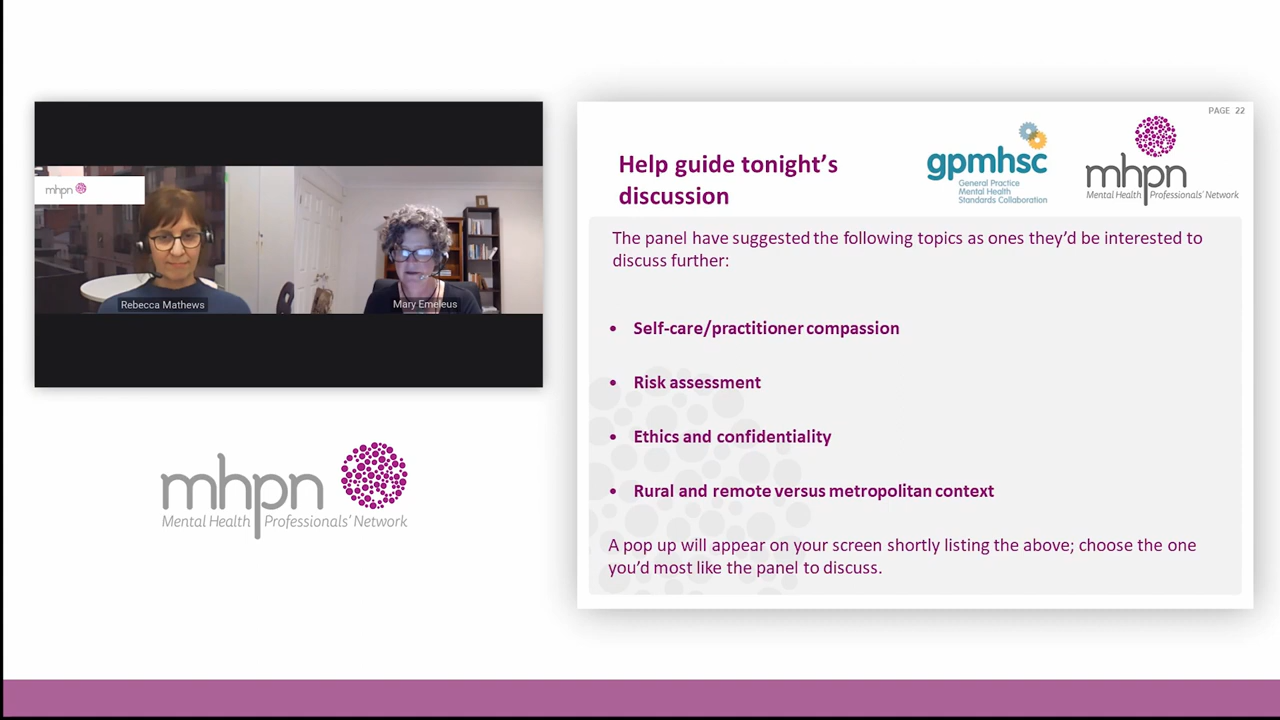 mhpn
Rebecca Mathews
Mary Emeleus
mhpn
Mental Health Professionals' Network
PAGE 22
Help guide tonight's
discussion
gpmhsc
General Practice
Mental Health
Standards Collaboration
mhpn
Mental Health Professionals' Network
The panel have suggested the following topics as ones they'd be interested to
discuss further:
• Self-care/practitioner compassion
• Risk assessment
• Ethics and confidentiality
• Rural and remote versus metropolitan context
A pop up will appear on your screen shortly listing the above; choose the one
you'd most like the panel to discuss.